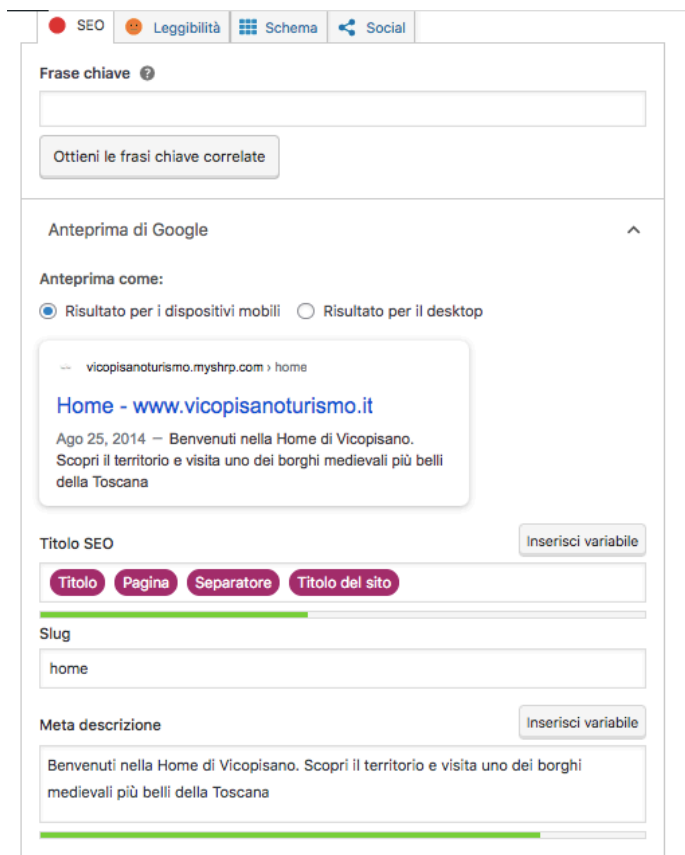 SEO Leggibilità Schema Social
Frase chiave
Ottieni le frasi chiave correlate
Anteprima di Google
Anteprima come:
Risultato per i dispositivi mobili Risultato per il desktop
vicopisanoturismo.myshrp.com › home
Home - www.vicopisanoturismo.it
Ago 25, 2014 — Benvenuti nella Home di Vicopisano.
Scopri il territorio e visita uno dei borghi medievali più belli
della Toscana
Titolo SEO Inserisci variabile
Titolo Pagina Separatore Titolo del sito
Slug
home
Meta descrizione Inserisci variabile
Benvenuti nella Home di Vicopisano. Scopri il territorio e visita uno dei borghi
medievali più belli della Toscana